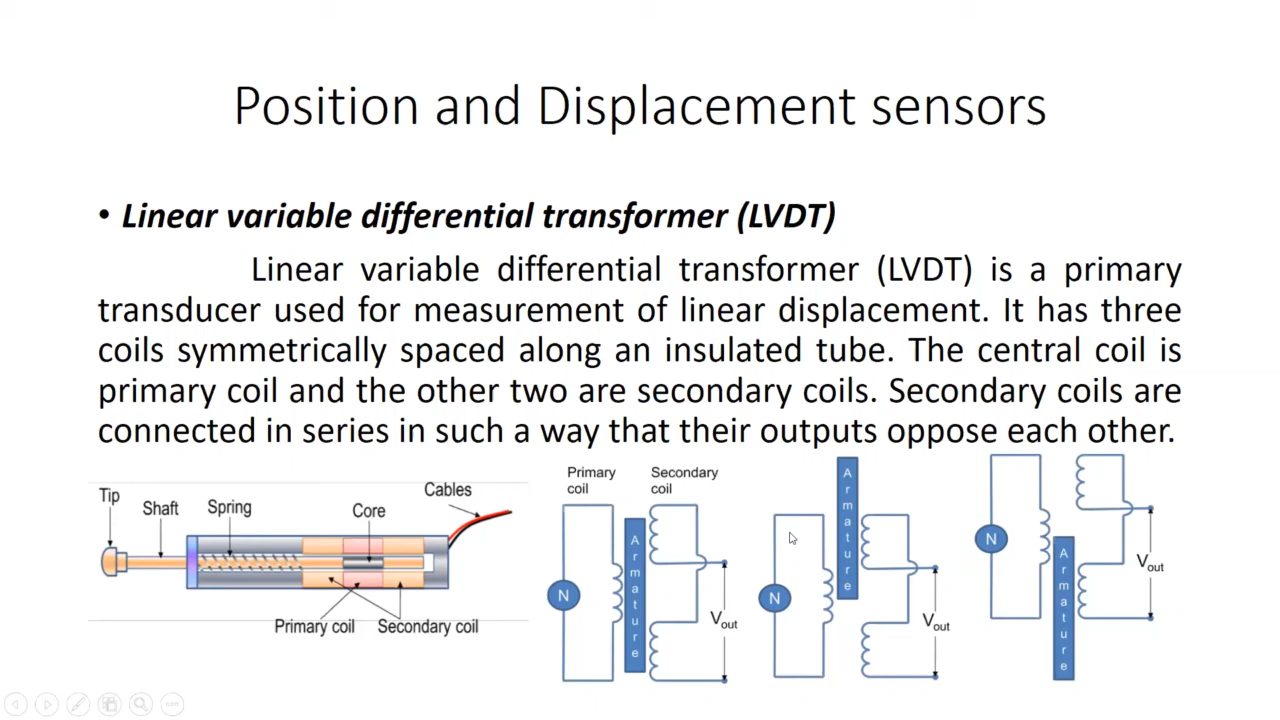 Position and Displacement sensors
• Linear variable differential transformer (LVDT)
Linear variable differential transformer (LVDT) is a primary
transducer used for measurement of linear displacement. It has three
coils symmetrically spaced along an insulated tube. The central coil is
primary coil and the other two are secondary coils. Secondary coils are
connected in series in such a way that their outputs oppose each other.
Tip
Shaft
Spring
Core
Cables
Primary coil
Secondary coil
Primary
coil
Secondary
coil
N
Armature
Vout
N
Armature
Vout
N
Armature
Vout